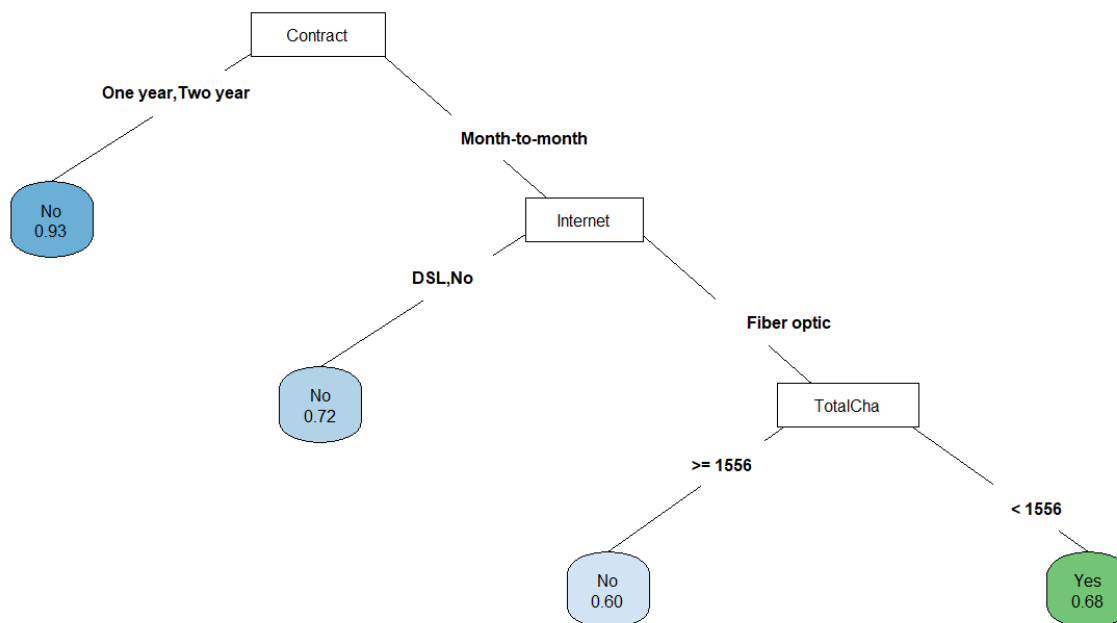 Contract
One year,Two year
Month-to-month
No
0.93
Internet
DSL,No
Fiber optic
No
0.72
TotalCha
>= 1556
< 1556
No
0.60
Yes
0.68